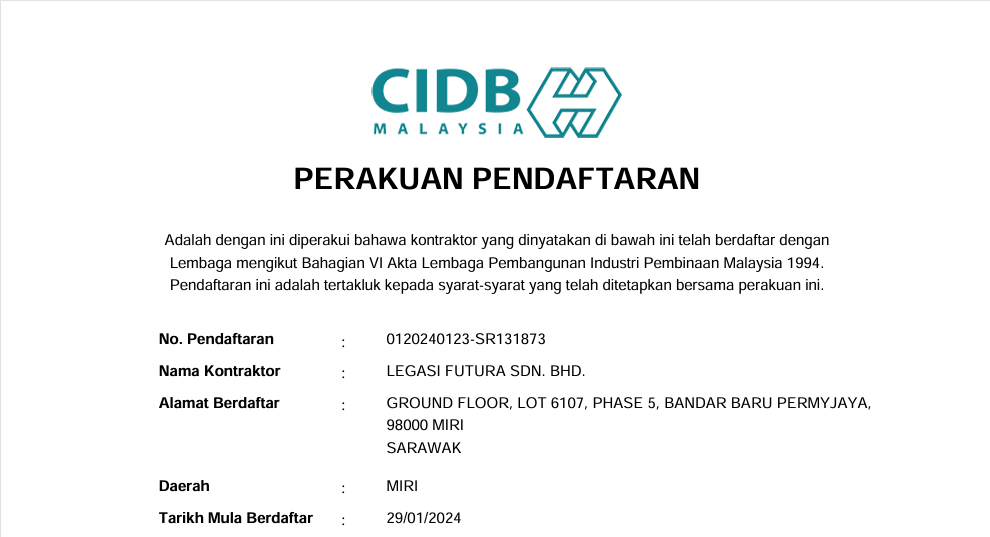 CIDB
MALAYSIA
PERAKUAN PENDAFTARAN
Adalah dengan ini diperakui bahawa kontraktor yang dinyatakan di bawah ini telah berdaftar dengan
Lembaga mengikut Bahagian VI Akta Lembaga Pembangunan Industri Pembinaan Malaysia 1994.
Pendaftaran ini adalah tertakluk kepada syarat-syarat yang telah ditetapkan bersama perakuan ini.
No. Pendaftaran : 0120240123-SR131873
Nama Kontraktor : LEGASI FUTURA SDN. BHD.
Alamat Berdaftar : GROUND FLOOR, LOT 6107, PHASE 5, BANDAR BARU PERMYJAYA,
98000 MIRI
SARAWAK
Daerah : MIRI
Tarikh Mula Berdaftar : 29/01/2024